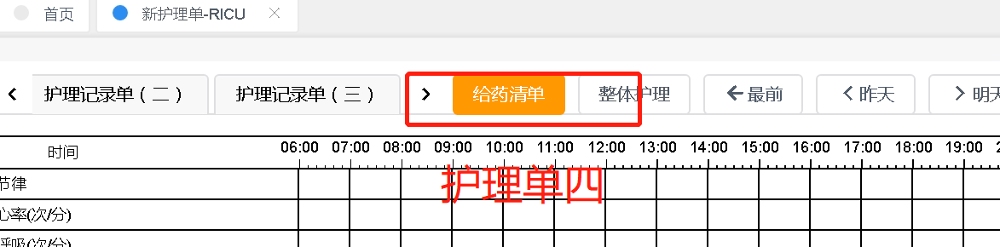 首页 新护理单-RICU
护理记录单（二） 护理记录单（三） 给药清单 整体护理 最前 昨天 明天
时间 06:00 07:00 08:00 09:00 10:00 11:00 12:00 13:00 14:00 15:00 16:00 17:00 18:00 19:00 2
护理单四
节律
心率(次/分)
呼吸(次/分)